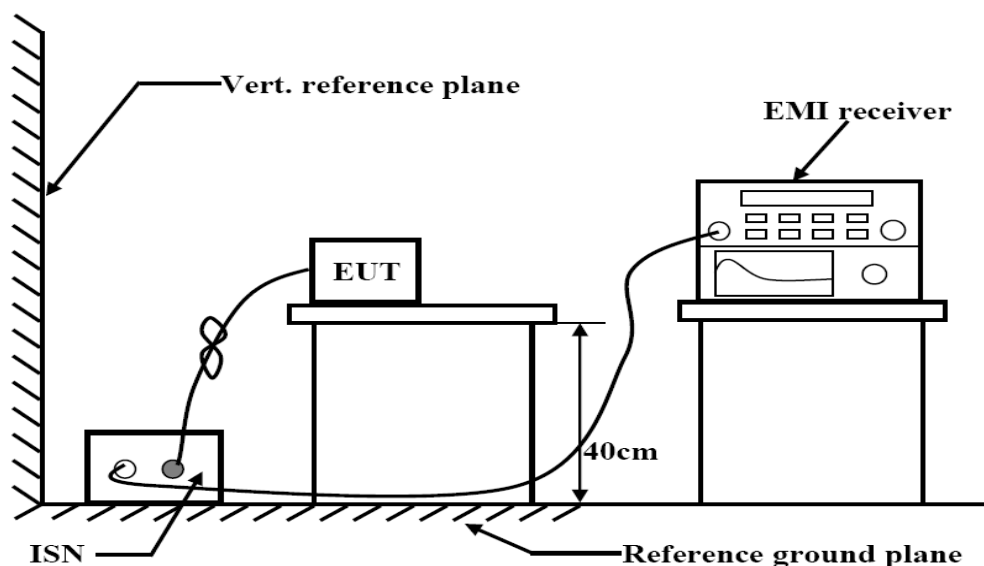 Vert. reference plane
EMI receiver
EUT
40cm
ISN
Reference ground plane